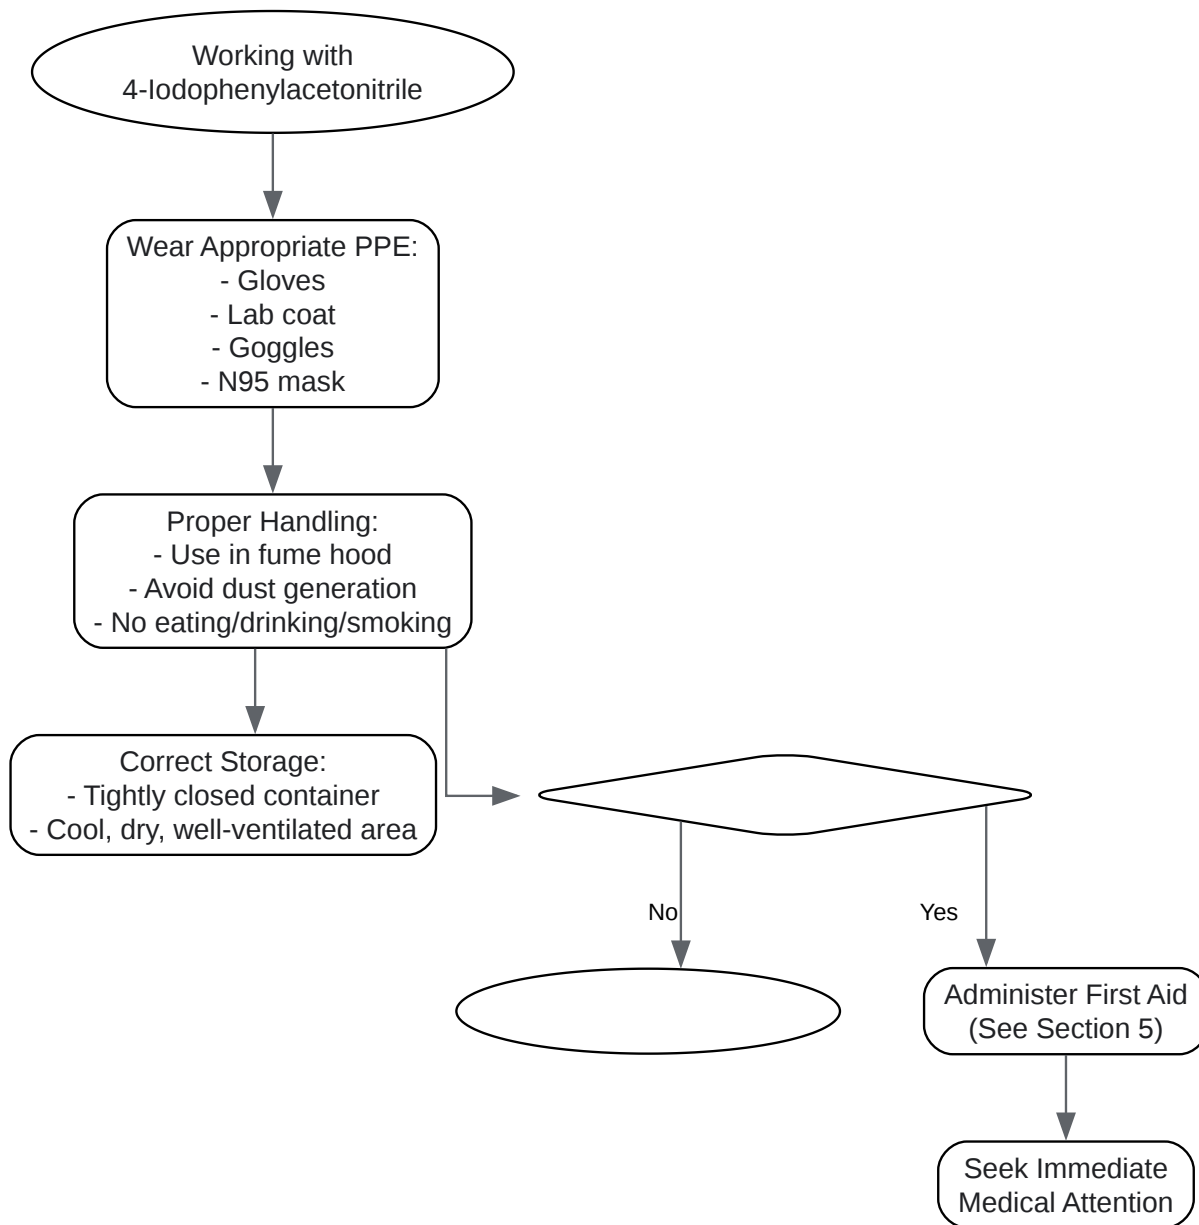 Working with
4-Iodophenylacetonitrile
Wear Appropriate PPE:
- Gloves
- Lab coat
- Goggles
- N95 mask
Proper Handling:
- Use in fume hood
- Avoid dust generation
- No eating/drinking/smoking
Correct Storage:
- Tightly closed container
- Cool, dry, well-ventilated area
No
Yes
Administer First Aid
(See Section 5)
Seek Immediate
Medical Attention